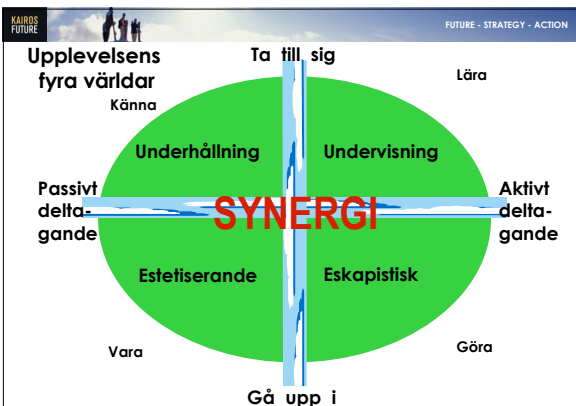 KAIROS
FUTURE
FUTURE - STRATEGY - ACTION
Upplevelsens
fyra världar
Ta till sig
Lära
Känna
Underhållning
Undervisning
Passivt
delta-
gande
SYNERGI
Aktivt
delta-
gande
Estetiserande
Eskapistisk
Vara
Göra
Gå upp i